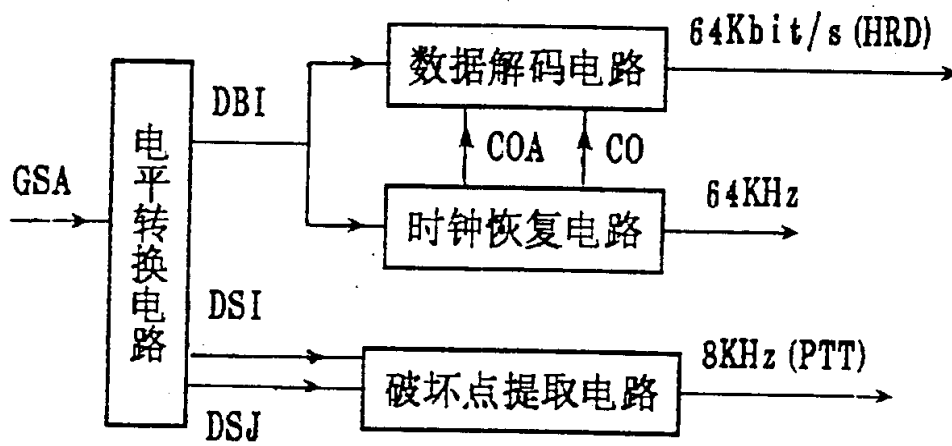 64Kbit/s(HRD)
数据解码电路
DBI
COA
CO
GSA
电平转换电路
64KHz
时钟恢复电路
DSI
8KHz(PTT)
破坏点提取电路
DSJ